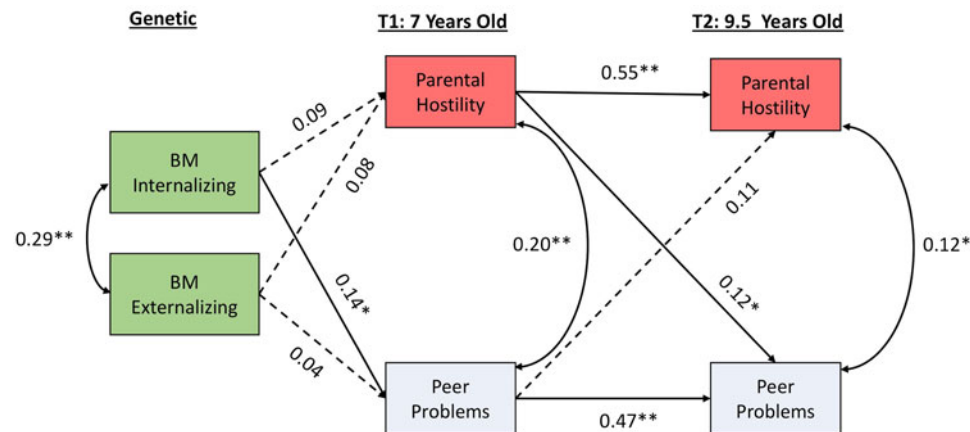 Genetic
T1: 7 Years Old
T2: 9.5 Years Old
Parental
Hostility
0.55**
Parental
Hostility
0.09
BM
Internalizing
0.08
0.11
0.29**
0.20**
0.12*
BM
Externalizing
0.14*
0.12*
0.04
Peer
Problems
0.47**
Peer
Problems